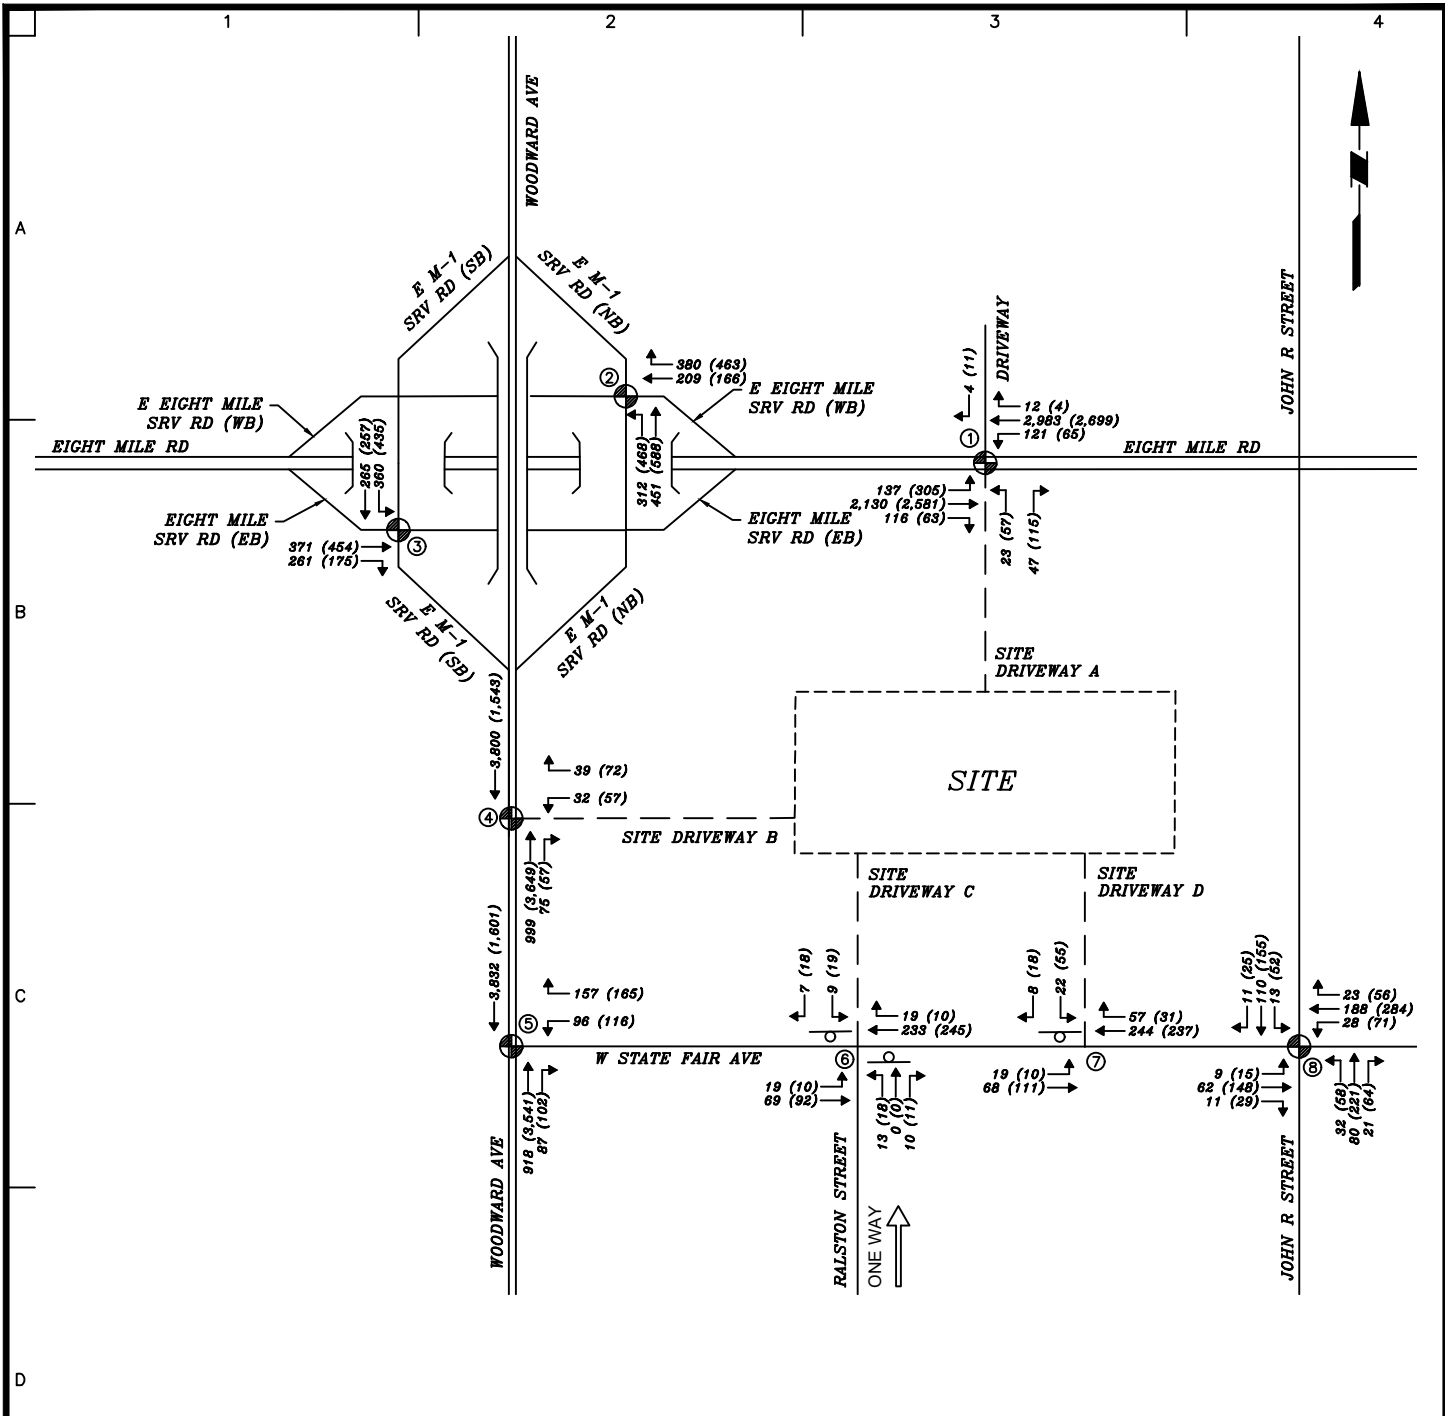 1
2
3
4
A
B
C
D
WOODWARD AVE
E M-1
SRV RD (SB)
E M-1
SRV RD (NB)
DRIVEWAY
JOHN R STREET
2
380 (463)
209 (166)
E EIGHT MILE
SRV RD (WB)
E EIGHT MILE
SRV RD (WB)
4 (11)
12 (4)
2,983 (2,699)
121 (65)
1
EIGHT MILE RD
EIGHT MILE RD
265 (257)
360 (435)
312 (468)
451 (588)
137 (305)
2,130 (2,581)
116 (63)
23 (57)
47 (115)
EIGHT MILE
SRV RD (EB)
EIGHT MILE
SRV RD (EB)
371 (454)
261 (175)
3
E M-1
SRV RD (SB)
E M-1
SRV RD (NB)
SITE
DRIVEWAY A
3,800 (1,543)
39 (72)
32 (57)
SITE
4
SITE DRIVEWAY B
999 (3,649)
75 (57)
SITE
DRIVEWAY C
SITE
DRIVEWAY D
3,832 (1,601)
157 (165)
96 (116)
5
W STATE FAIR AVE
7 (18)
9 (19)
19 (10)
233 (245)
6
8 (18)
22 (55)
57 (31)
244 (237)
7
11 (25)
110 (155)
13 (52)
23 (56)
188 (284)
28 (71)
8
918 (3,541)
87 (102)
19 (10)
69 (92)
13 (18)
0 (0)
10 (11)
19 (10)
68 (111)
9 (15)
62 (148)
11 (29)
32 (58)
80 (221)
21 (64)
WOODWARD AVE
RALSTON STREET
ONE WAY
JOHN R STREET